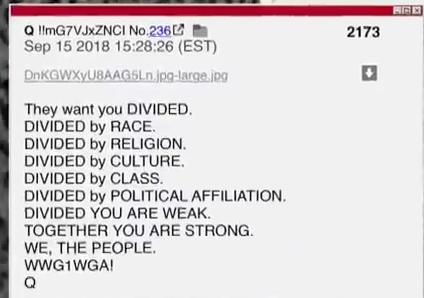 Q !!mG7VJxZNCI No.236 2173
Sep 15 2018 15:28:26 (EST)
DnKGWXyU8AAG5Ln.jpg-large.jpg
They want you DIVIDED.
DIVIDED by RACE.
DIVIDED by RELIGION.
DIVIDED by CULTURE.
DIVIDED by CLASS.
DIVIDED by POLITICAL AFFILIATION.
DIVIDED YOU ARE WEAK.
TOGETHER YOU ARE STRONG.
WE, THE PEOPLE.
WWG1WGA!
Q